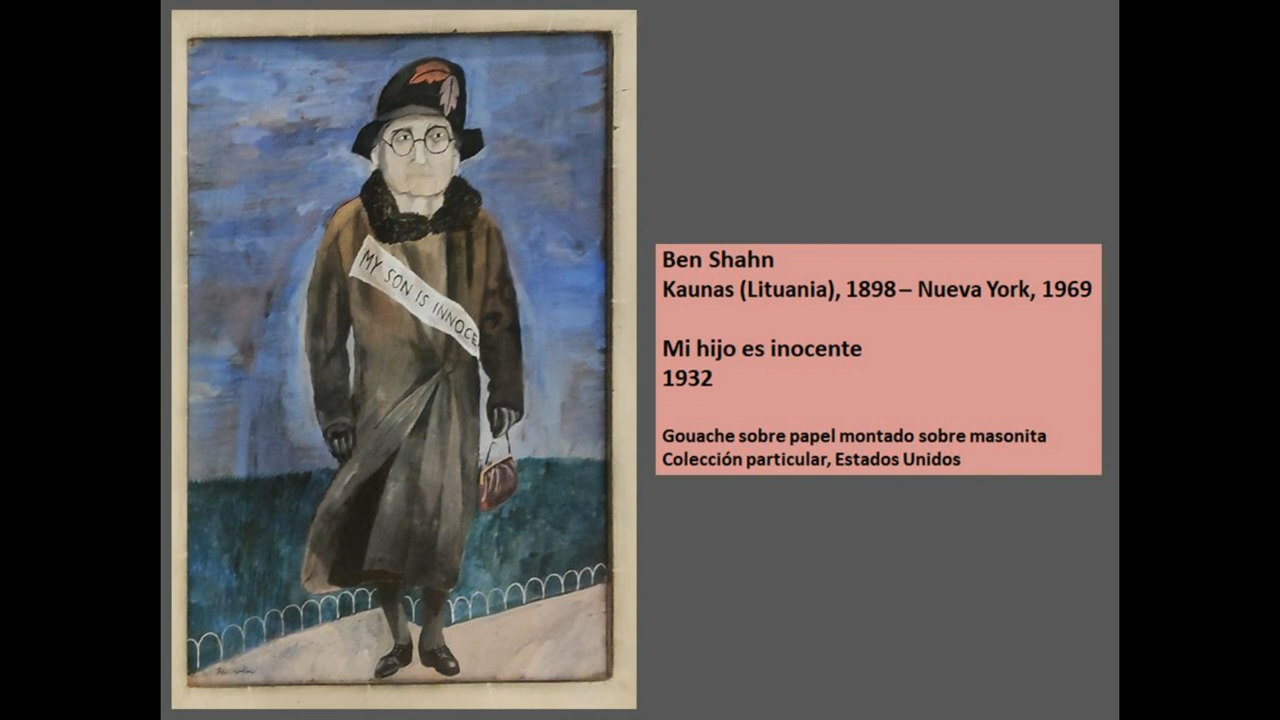 MY SON IS INNOCE
Ben Shahn
Kaunas (Lituania), 1898 – Nueva York, 1969
Mi hijo es inocente
1932
Gouache sobre papel montado sobre masonita
Colección particular, Estados Unidos